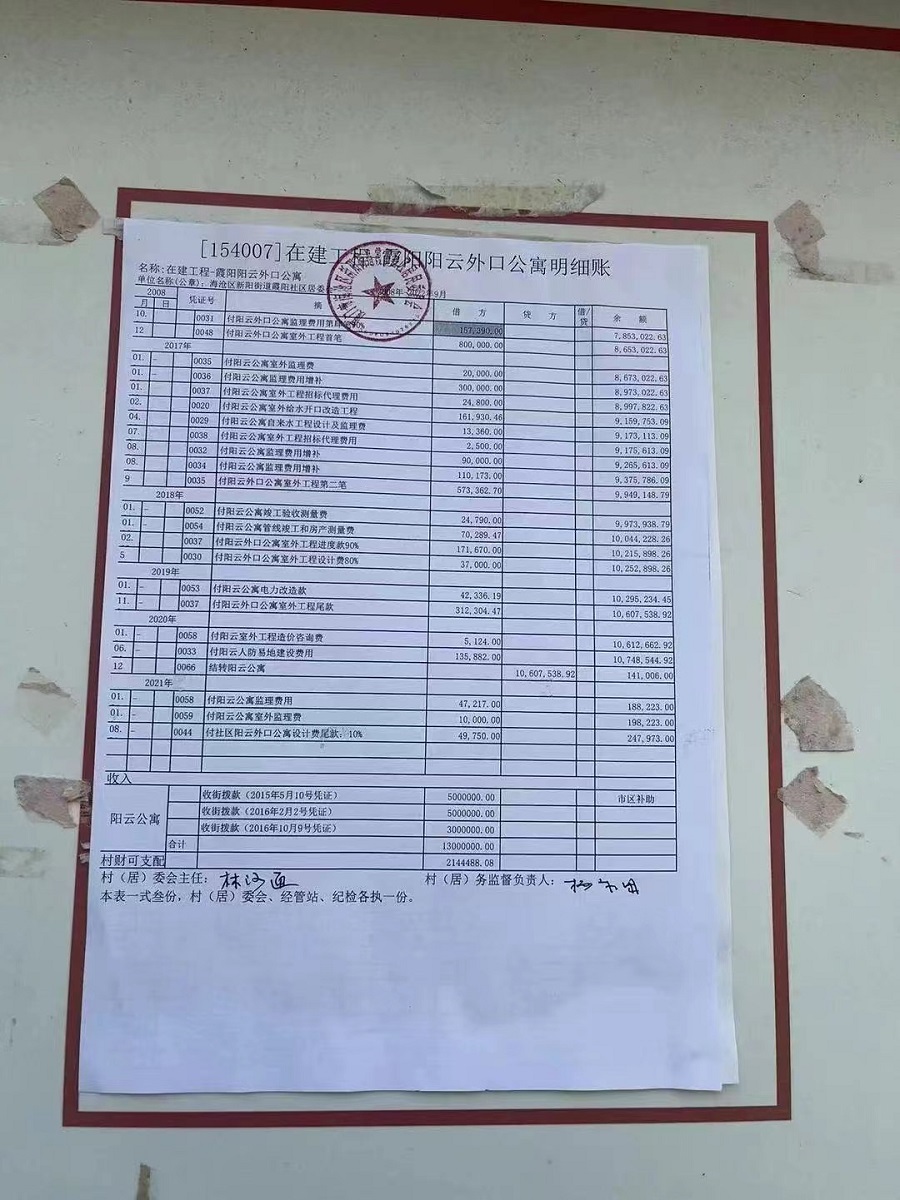 [154007]在建工程-霞阳阳云外口公寓明细账
名称:在建工程-霞阳阳云外口公寓
单位名称(公章):海沧区新阳街道霞阳社区居委 年9月
2008 凭证号 摘 借 方 贷 方 借/贷 余 额
月 日
10. 0031 付阳云外口公寓监理费用第 157,390.00 7,853,022.63
12 0048 付阳云外口公寓室外工程首笔 800,000.00 8,653,022.63
2017年
01. - 0035 付阳云公寓室外监理费 20,000.00 8,673,022.63
01. - 0036 付阳云公寓监理费用增补 300,000.00 8,973,022.63
01. 0037 付阳云公寓室外工程招标代理费用 24,800.00 8,997,822.63
02. 0020 付阳云公寓室外给水开口改造工程 161,930.46 9,159,753.09
04. 0029 付阳云公寓自来水工程设计及监理费 13,360.00 9,173,113.09
07. 0038 付阳云公寓室外工程招标代理费用 2,500.00 9,175,613.09
08. 0032 付阳云公寓监理费用增补 90,000.00 9,265,613.09
08. 0034 付阳云公寓监理费用增补 110,173.00 9,375,786.09
9 0035 付阳云外口公寓室外工程第二笔 573,362.70 9,949,148.79
2018年
01. - 0052 付阳云公寓竣工验收测量费 24,790.00 9,973,938.79
01. - 0054 付阳云公寓管线竣工和房产测量费 70,289.47 10,044,228.26
02. 0037 付阳云外口公寓室外工程进度款90% 171,670.00 10,215,898.26
5 0030 付阳云外口公寓室外工程设计费80% 37,000.00 10,252,898.26
2019年
01. - 0053 付阳云公寓电力改造款 42,336.19 10,295,234.45
11. - 0037 付阳云外口公寓室外工程尾款 312,304.47 10,607,538.92
2020年
01. - 0058 付阳云室外工程造价咨询费 5,124.00 10,612,662.92
06. - 0033 付阳云人防易地建设费用 135,882.00 10,748,544.92
12 0066 结转阳云公寓 10,607,538.92 141,006.00
2021年
01. - 0058 付阳云公寓监理费用 47,217.00 188,223.00
01. - 0059 付阳云公寓室外监理费 10,000.00 198,223.00
08. - 0044 付社区阳云外口公寓设计费尾款:10% 49,750.00 247,973.00
收入
阳云公寓 收街拨款（2015年5月10号凭证） 5000000.00 市区补助
收街拨款（2016年2月2号凭证） 5000000.00
收街拨款（2016年10月9号凭证） 3000000.00
合计 13000000.00
村财可支配 2144488.08
村（居）委会主任: 村（居）务监督负责人:
本表一式叁份，村（居）委会、经管站、纪检各执一份。